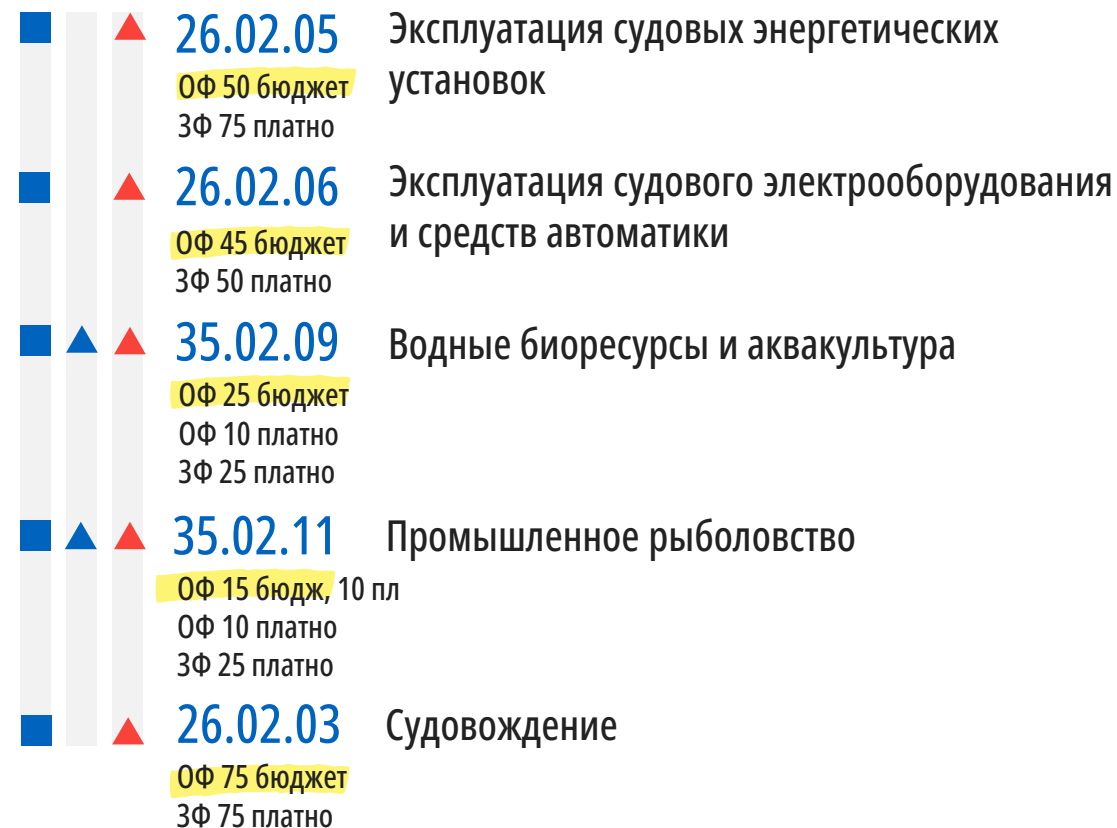 26.02.05 Эксплуатация судовых энергетических
установок
ОФ 50 бюджет
ЗФ 75 платно
26.02.06 Эксплуатация судового электрооборудования
и средств автоматики
ОФ 45 бюджет
ЗФ 50 платно
35.02.09 Водные биоресурсы и аквакультура
ОФ 25 бюджет
ОФ 10 платно
ЗФ 25 платно
35.02.11 Промышленное рыболовство
ОФ 15 бюдж, 10 пл
ОФ 10 платно
ЗФ 25 платно
26.02.03 Судовождение
ОФ 75 бюджет
ЗФ 75 платно